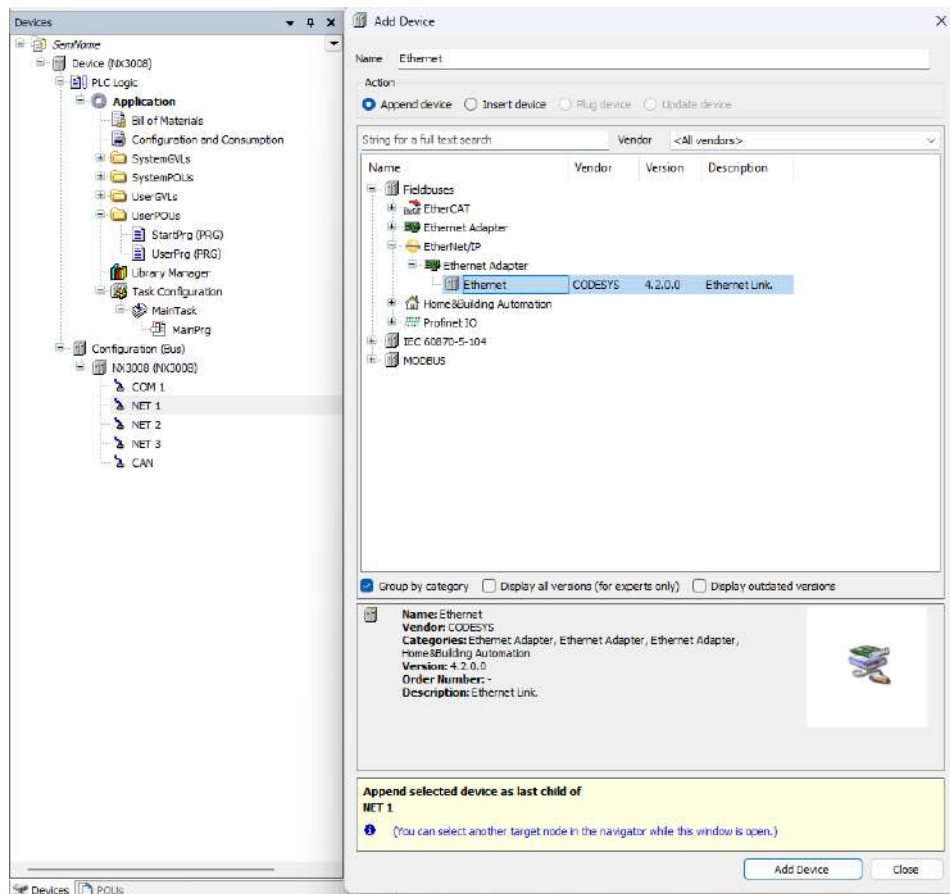 Devices
SemNome
Device (NX3008)
PLC Logic
Application
Bill of Materials
Configuration and Consumption
SystemGVLs
SystemPOUs
UserGVLs
UserPOUs
StartPrg (PRG)
UserPrg (PRG)
Library Manager
Task Configuration
MainTask
MainPrg
Configuration (Bus)
NX3008 (NX3008)
COM 1
NET 1
NET 2
NET 3
CAN
Devices POUs
Add Device
Name Ethernet
Action
Append device Insert device Plug device Update device
String for a full text search Vendor <All vendors>
Name Vendor Version Description
Fieldbuses
EtherCAT
Ethernet Adapter
EtherNet/IP
Ethernet Adapter
Ethernet CODESYS 4.2.0.0 Ethernet Link.
Home&Building Automation
Profinet IO
IEC 60870-5-104
MODBUS
Group by category Display all versions (for experts only) Display outdated versions
Name: Ethernet
Vendor: CODESYS
Categories: Ethernet Adapter, Ethernet Adapter, Ethernet Adapter,
Home&Building Automation
Version: 4.2.0.0
Order Number: -
Description: Ethernet Link.
Append selected device as last child of
NET 1
(You can select another target node in the navigator while this window is open.)
Add Device Close